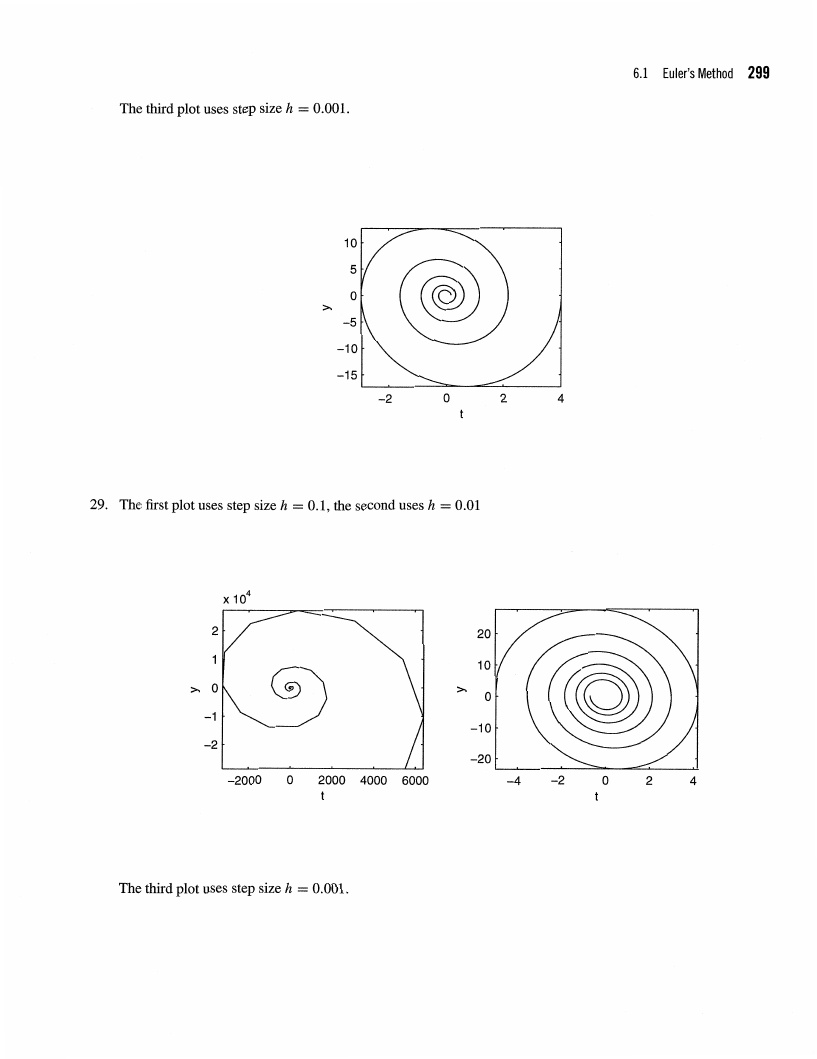 6.1 Euler's Method 299
The third plot uses step size h = 0.001.
10
5
0
−5
−10
−15
y
−2 0 2 4
t
29. The first plot uses step size h = 0.1, the second uses h = 0.01
x 10^4
2
1
0
−1
−2
y
−2000 0 2000 4000 6000
t
20
10
0
−10
−20
y
−4 −2 0 2 4
t
The third plot uses step size h = 0.001.